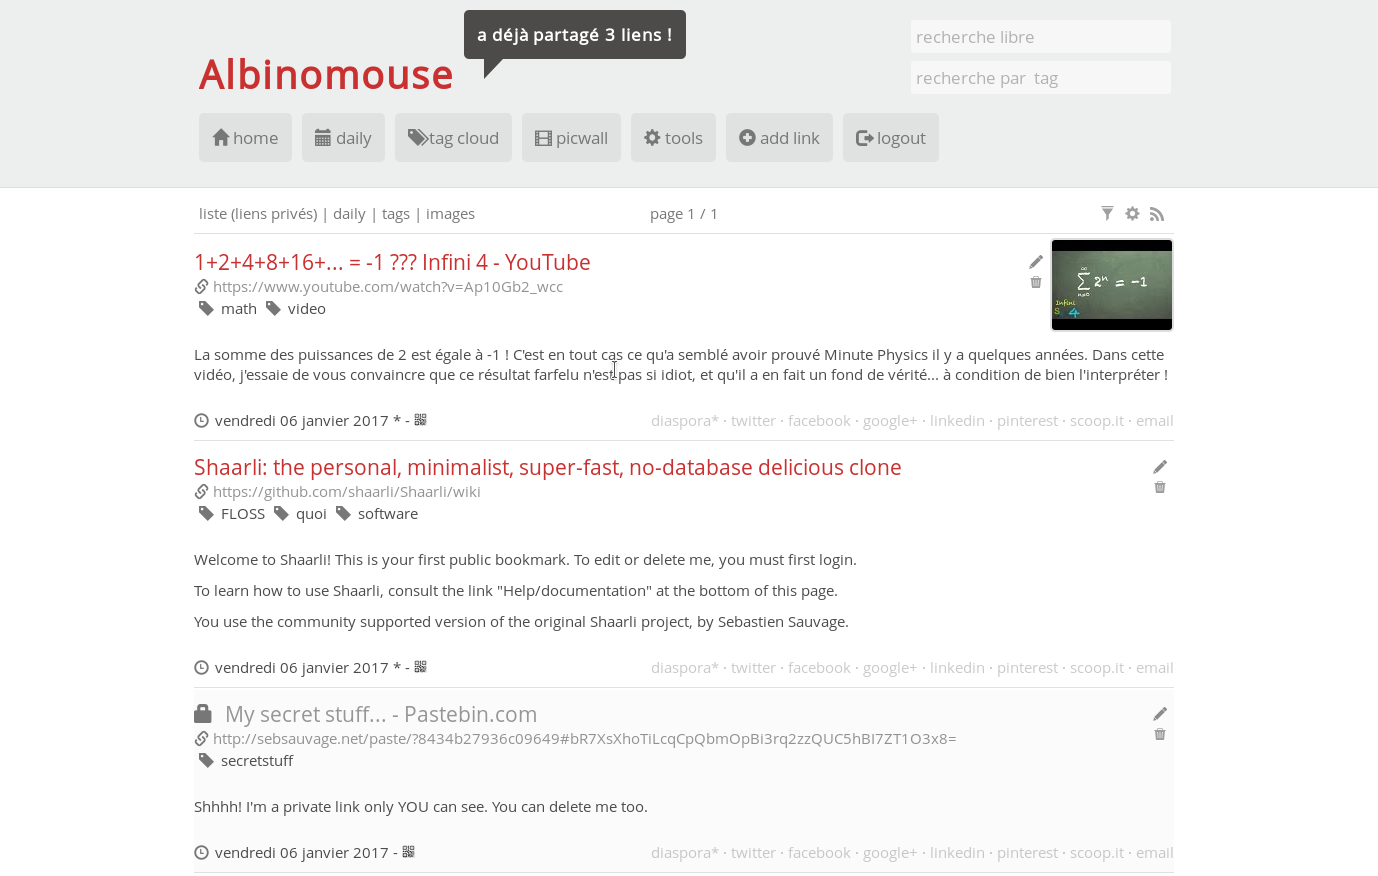 a déjà partagé 3 liens !
Albinomouse
recherche libre
recherche par tag
home daily tag cloud picwall tools add link logout
liste (liens privés) | daily | tags | images page 1 / 1
1+2+4+8+16+... = -1 ??? Infini 4 - YouTube
https://www.youtube.com/watch?v=Ap10Gb2_wcc
math video
∞
∑ 2ⁿ = -1
n=0
Infini
S 4
La somme des puissances de 2 est égale à -1 ! C'est en tout cas ce qu'a semblé avoir prouvé Minute Physics il y a quelques années. Dans cette
vidéo, j'essaie de vous convaincre que ce résultat farfelu n'est pas si idiot, et qu'il a en fait un fond de vérité... à condition de bien l'interpréter !
vendredi 06 janvier 2017 * - diaspora* · twitter · facebook · google+ · linkedin · pinterest · scoop.it · email
Shaarli: the personal, minimalist, super-fast, no-database delicious clone
https://github.com/shaarli/Shaarli/wiki
FLOSS quoi software
Welcome to Shaarli! This is your first public bookmark. To edit or delete me, you must first login.
To learn how to use Shaarli, consult the link "Help/documentation" at the bottom of this page.
You use the community supported version of the original Shaarli project, by Sebastien Sauvage.
vendredi 06 janvier 2017 * - diaspora* · twitter · facebook · google+ · linkedin · pinterest · scoop.it · email
My secret stuff... - Pastebin.com
http://sebsauvage.net/paste/?8434b27936c09649#bR7XsXhoTiLcqCpQbmOpBi3rq2zzQUC5hBI7ZT1O3x8=
secretstuff
Shhhh! I'm a private link only YOU can see. You can delete me too.
vendredi 06 janvier 2017 - diaspora* · twitter · facebook · google+ · linkedin · pinterest · scoop.it · email